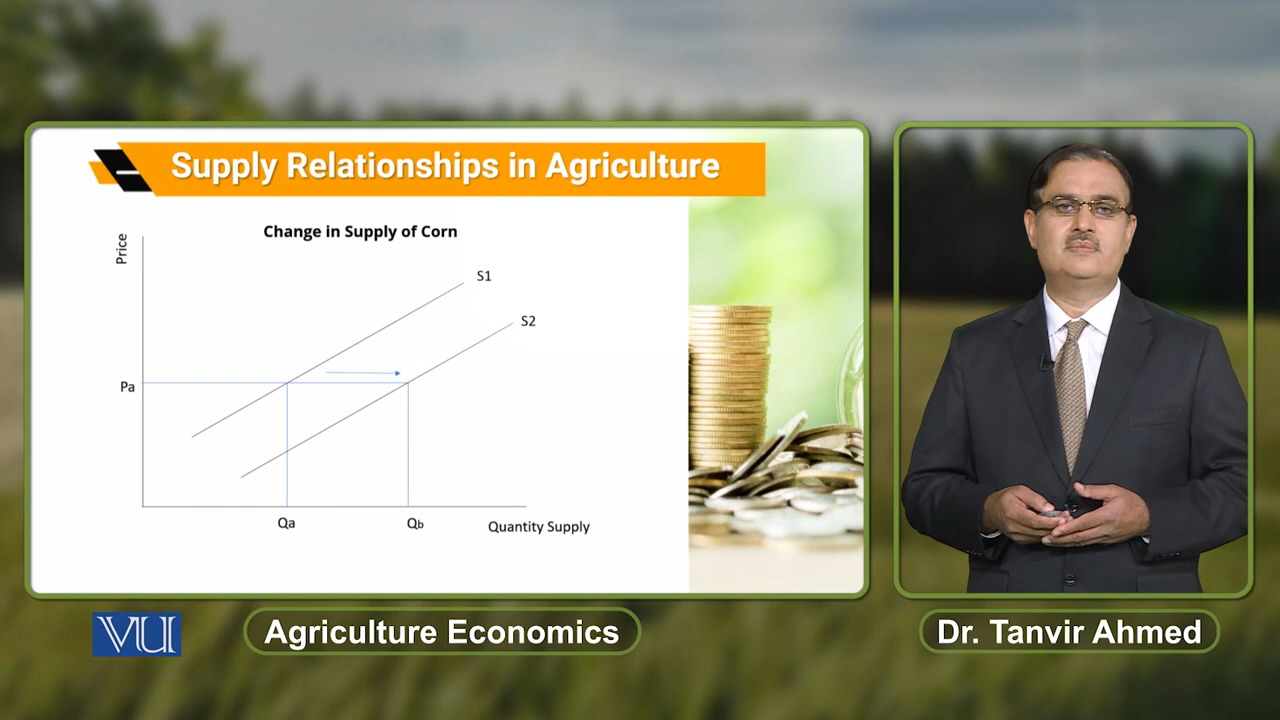 Supply Relationships in Agriculture
Change in Supply of Corn
Price
S1
S2
Pa
Qa
Qb
Quantity Supply
VU
Agriculture Economics
Dr. Tanvir Ahmed